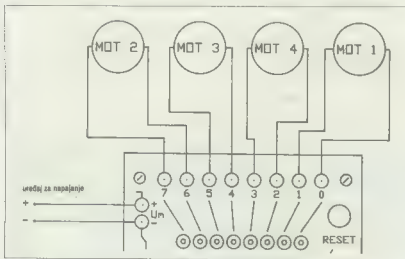 MOT 2 MOT 3 MOT 4 MOT 1
7 6 5 4 3 2 1 0
uređaj za napajanje
+ +
Um
- -
RESET